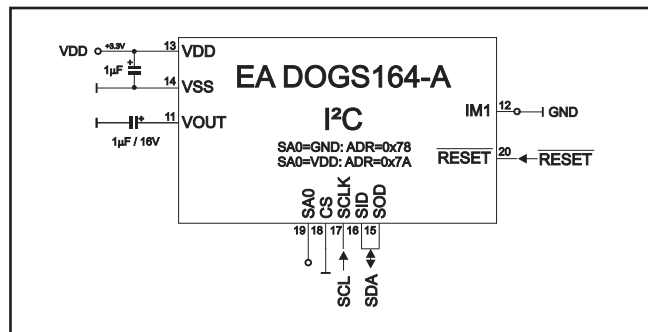 VDD +3.3V 13 VDD
1µF
14 VSS
11 VOUT
1µF / 16V
EA DOGS164-A
I²C
SA0=GND: ADR=0x78
SA0=VDD: ADR=0x7A
IM1 12 GND
RESET 20 RESET
SA0 CS SCLK SID SOD
19 18 17 16 15
SCL SDA